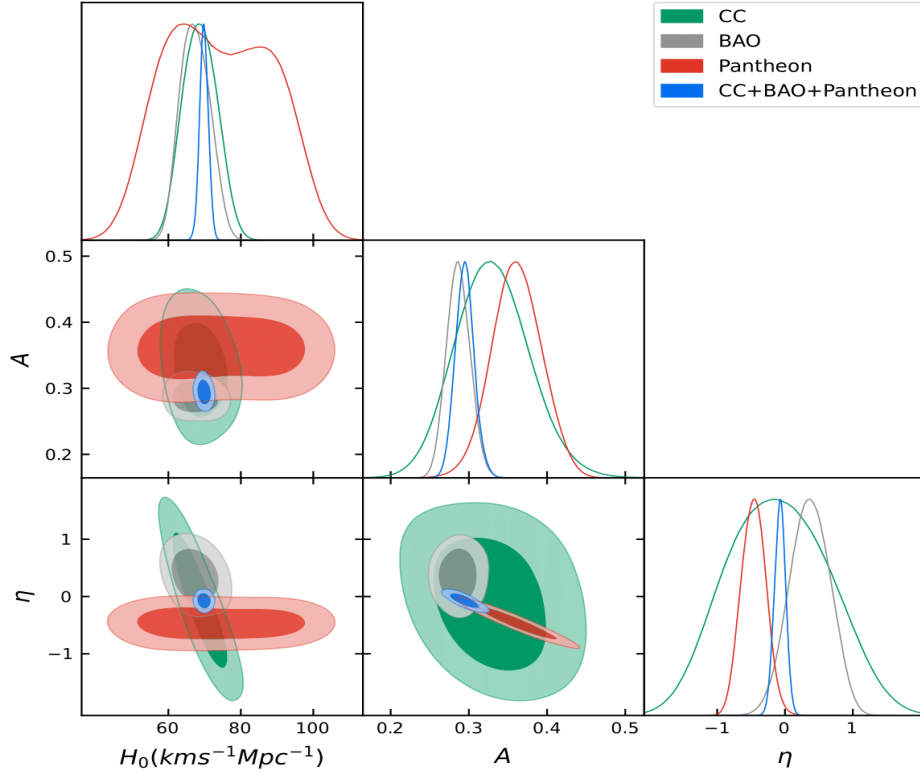 CC
BAO
Pantheon
CC+BAO+Pantheon
0.5
0.4
A
0.3
0.2
1
η
0
−1
60 80 100
0.2 0.3 0.4 0.5
−1 0 1
H₀(kms⁻¹Mpc⁻¹)
A
η